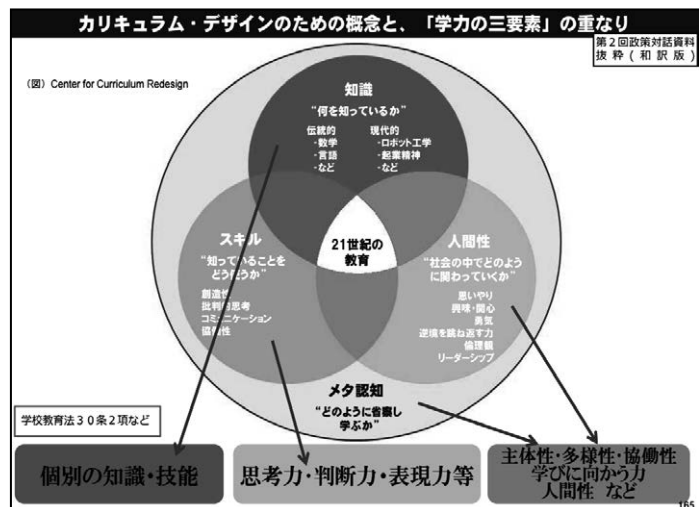 カリキュラム・デザインのための概念と、「学力の三要素」の重なり
第2回政策対話資料
抜粋(和訳版)
(図) Center for Curriculum Redesign
知識
“何を知っているか”
伝統的
-数学
-言語
-など
現代的
-ロボット工学
-起業精神
-など
スキル
“知っていることを
どう使うか”
創造性
批判的思考
コミュニケーション
協働性
21世紀の
教育
人間性
“社会の中でどのよう
に関わっていくか”
思いやり
興味・関心
勇気
逆境を跳ね返す力
倫理観
リーダーシップ
メタ認知
“どのように省察し
学ぶか”
学校教育法30条2項など
個別の知識・技能
思考力・判断力・表現力等
主体性・多様性・協働性
学びに向かう力
人間性 など
165